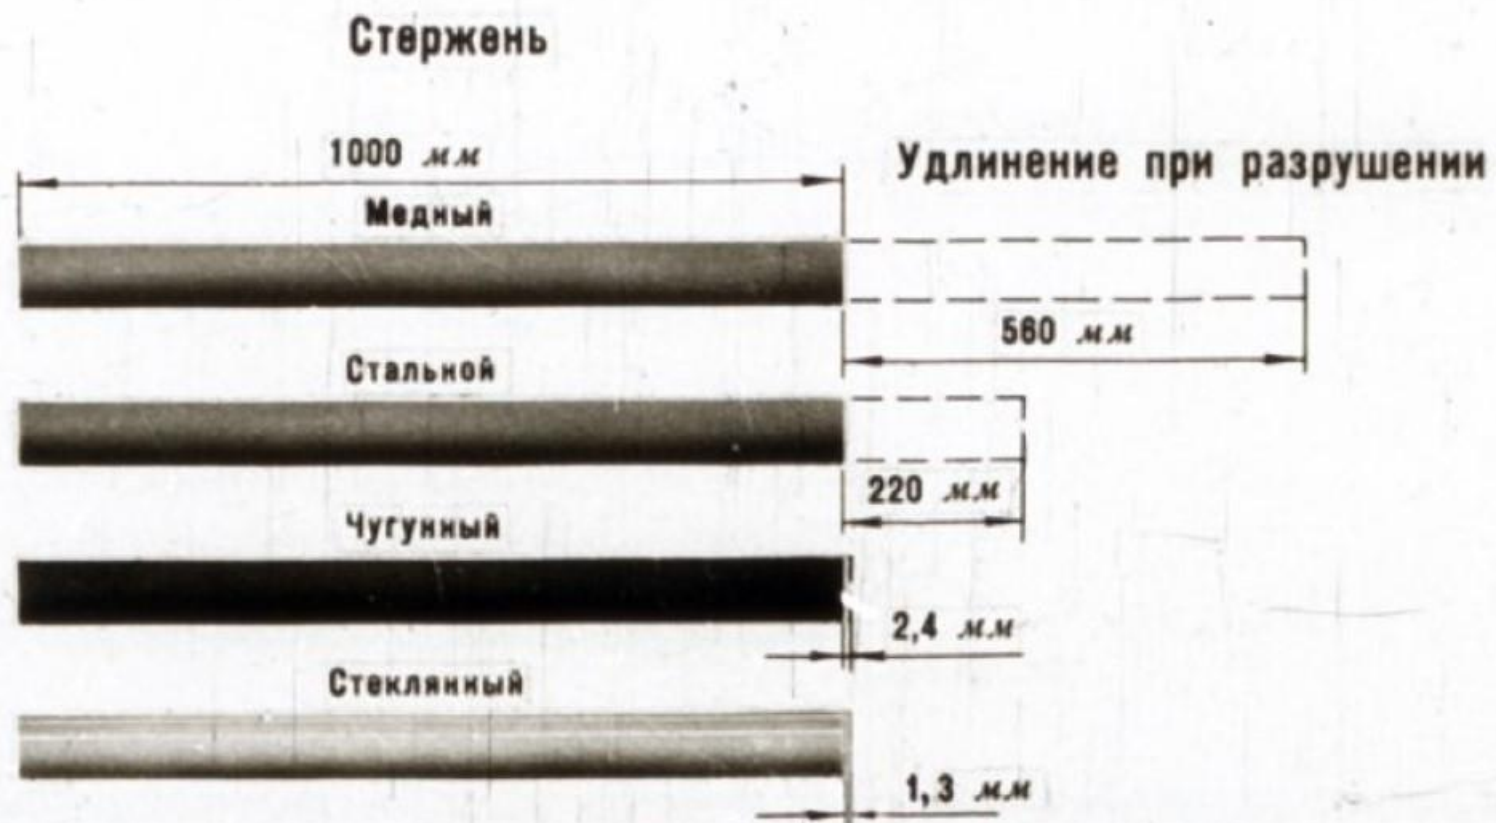 Стержень
1000 мм
Удлинение при разрушении
Медный
560 мм
Стальной
220 мм
Чугунный
2,4 мм
Стеклянный
1,3 мм